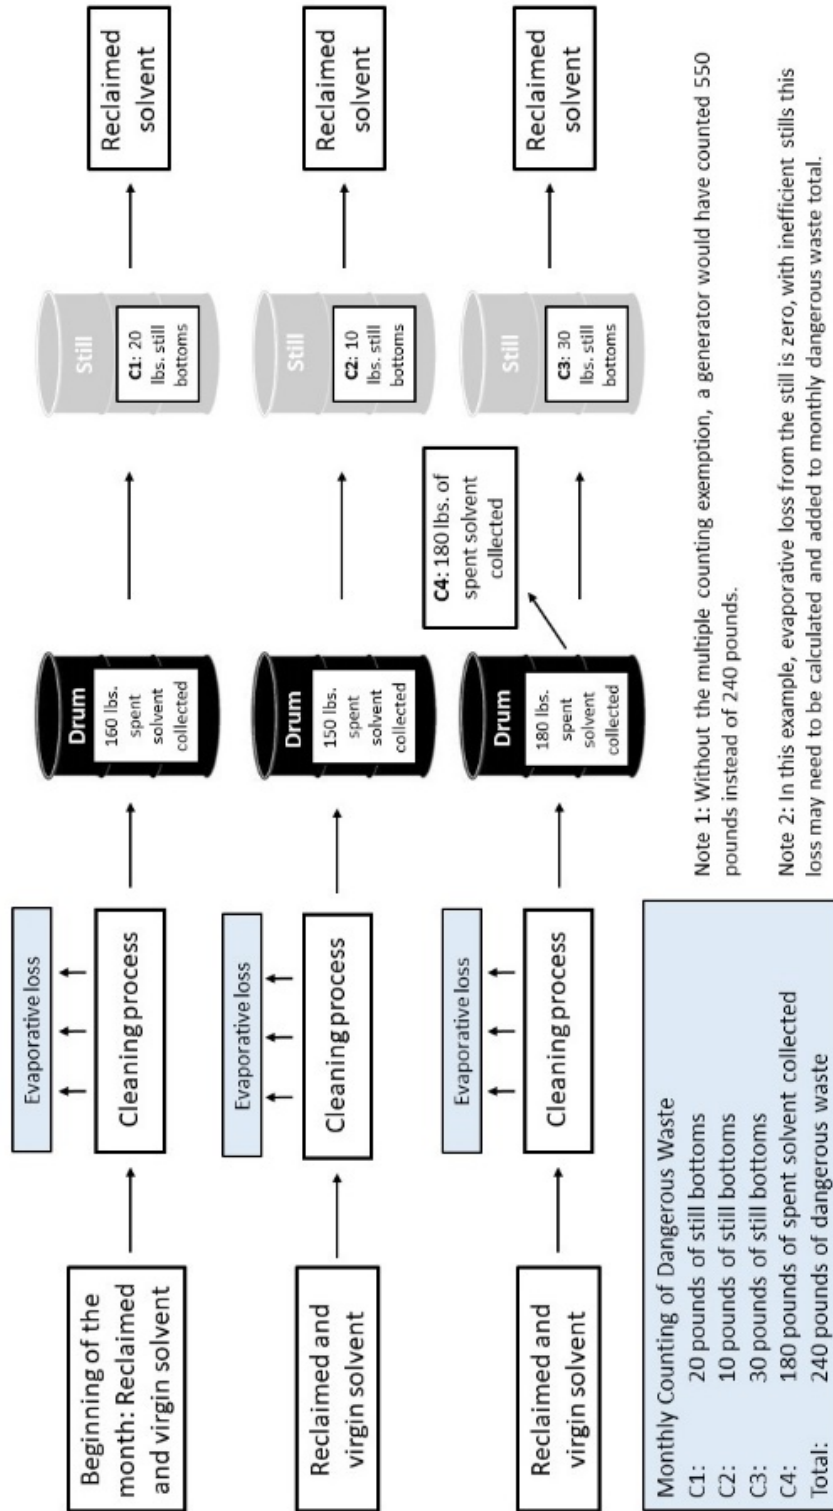 Evaporative loss
Beginning of the
month: Reclaimed
and virgin solvent
Cleaning process
Drum
160 lbs.
spent
solvent
collected
Still
C1: 20
lbs. still
bottoms
Reclaimed
solvent
Evaporative loss
Reclaimed and
virgin solvent
Cleaning process
Drum
150 lbs.
spent
solvent
collected
Still
C2: 10
lbs. still
bottoms
Reclaimed
solvent
C4: 180 lbs. of
spent solvent
collected
Evaporative loss
Reclaimed and
virgin solvent
Cleaning process
Drum
180 lbs.
spent
solvent
collected
Still
C3: 30
lbs. still
bottoms
Reclaimed
solvent
Monthly Counting of Dangerous Waste
C1: 20 pounds of still bottoms
C2: 10 pounds of still bottoms
C3: 30 pounds of still bottoms
C4: 180 pounds of spent solvent collected
Total: 240 pounds of dangerous waste
Note 1: Without the multiple counting exemption, a generator would have counted 550
pounds instead of 240 pounds.
Note 2: In this example, evaporative loss from the still is zero, with inefficient stills this
loss may need to be calculated and added to monthly dangerous waste total.